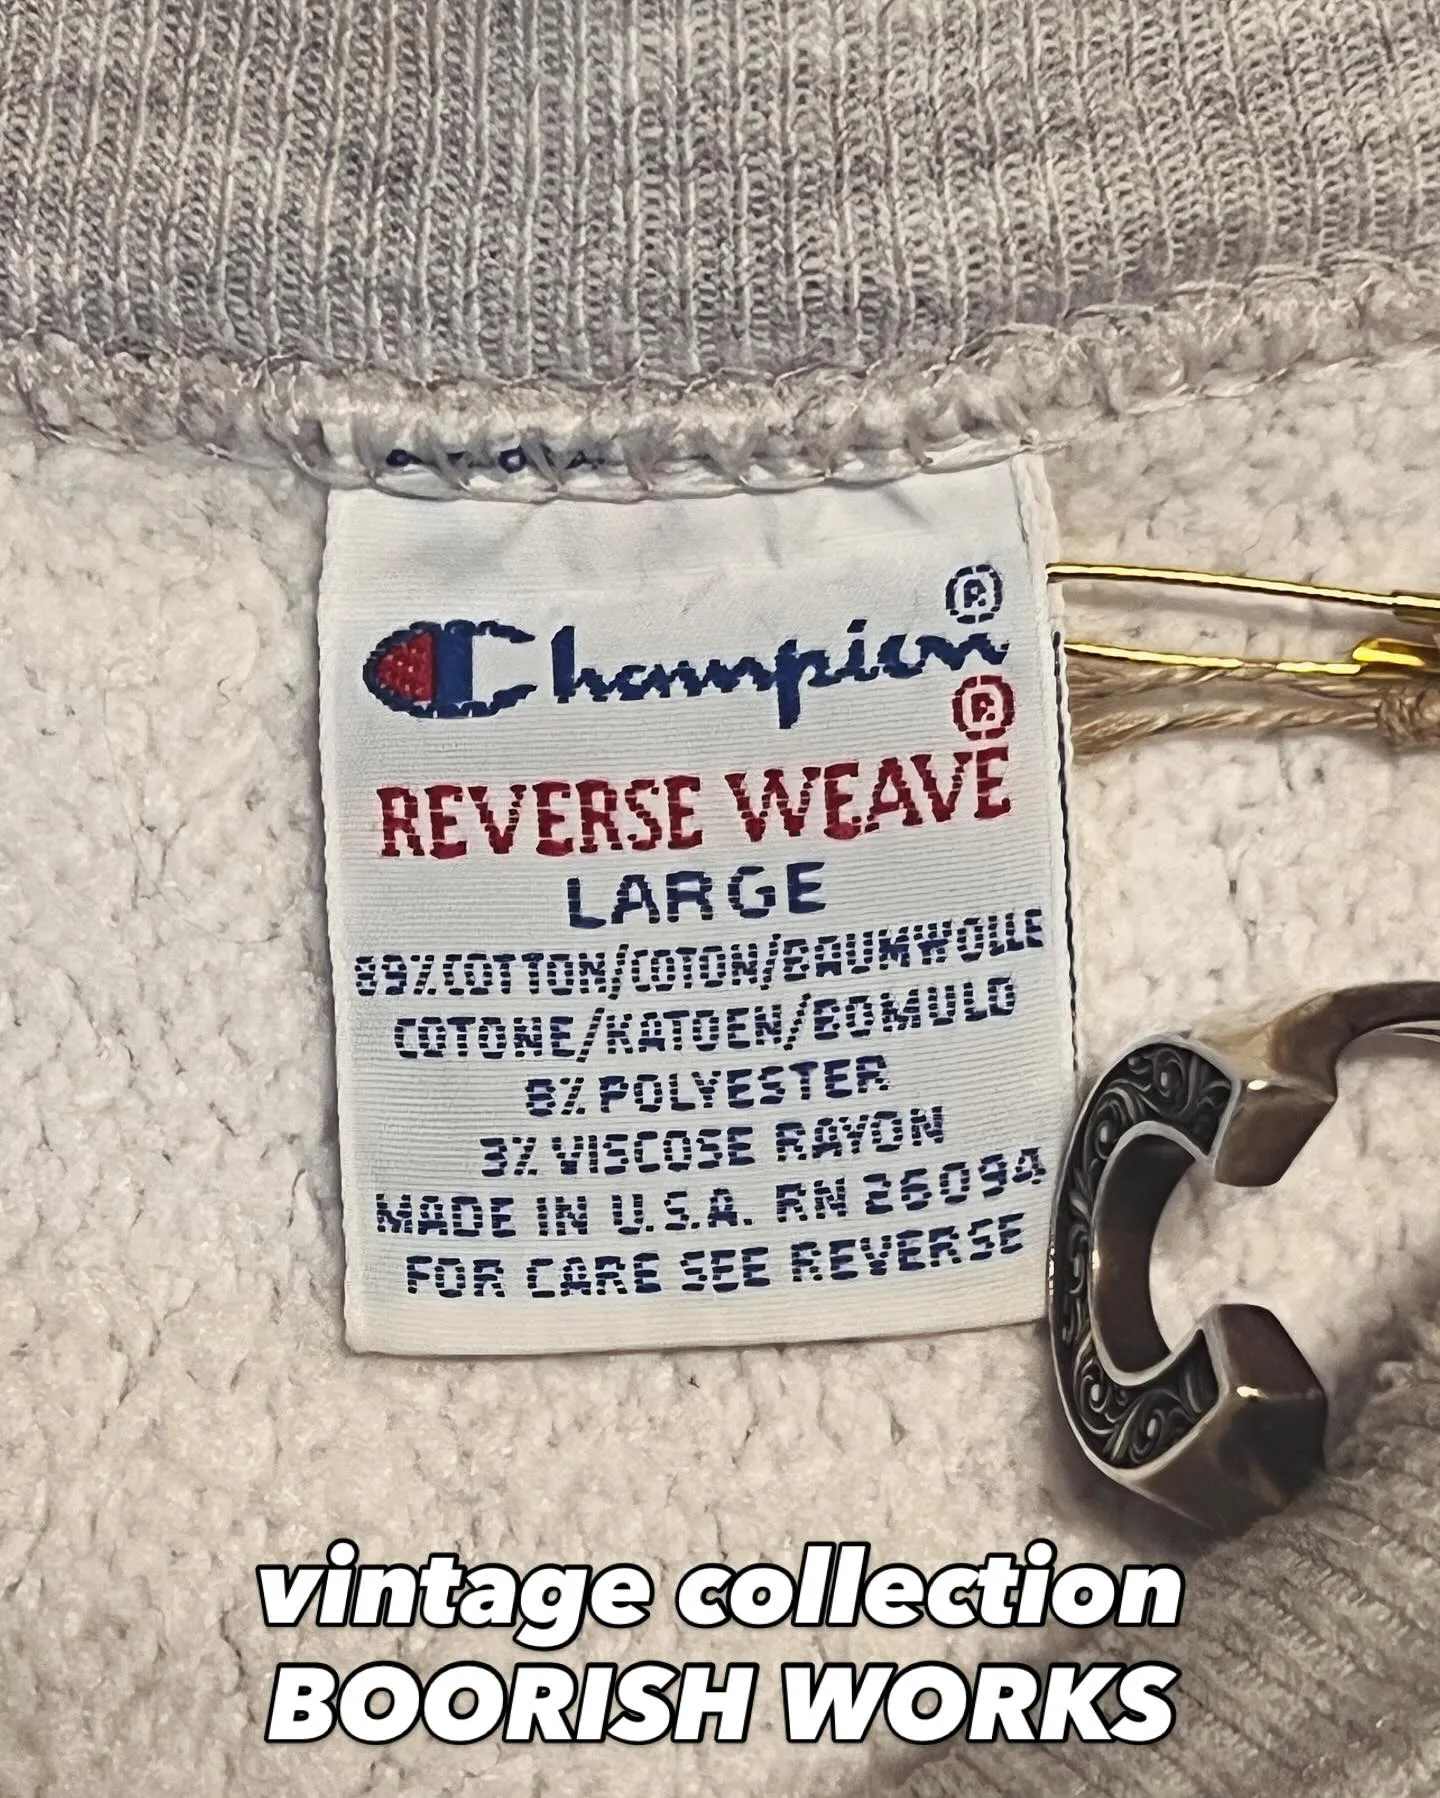 Champion®
REVERSE WEAVE®
LARGE
89% COTTON/COTON/BAUMWOLLE
COTONE/KATOEN/BOMULD
8% POLYESTER
3% VISCOSE RAYON
MADE IN U.S.A. RN 26094
FOR CARE SEE REVERSE
vintage collection
BOORISH WORKS